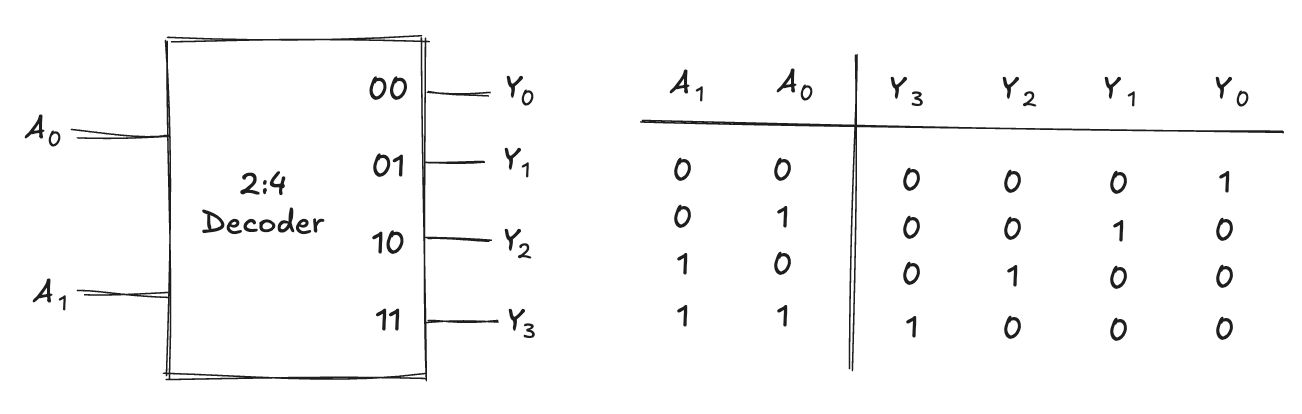 A₀
A₁
2:4
Decoder
00
01
10
11
Y₀
Y₁
Y₂
Y₃
A₁ A₀ Y₃ Y₂ Y₁ Y₀
0 0 0 0 0 1
0 1 0 0 1 0
1 0 0 1 0 0
1 1 1 0 0 0